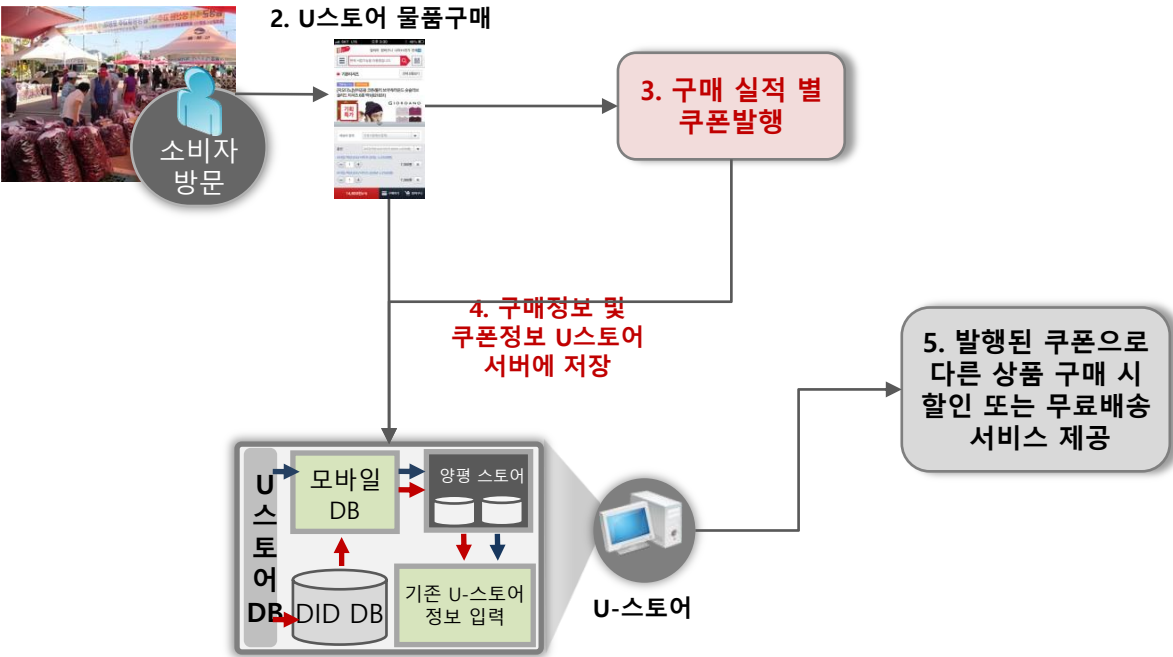 2. U스토어 물품구매
소비자
방문
GIORDANO
3. 구매 실적 별
쿠폰발행
4. 구매정보 및
쿠폰정보 U스토어
서버에 저장
5. 발행된 쿠폰으로
다른 상품 구매 시
할인 또는 무료배송
서비스 제공
U
스
토
어
DB
모바일
DB
양평 스토어
DID DB
기존 U-스토어
정보 입력
U-스토어